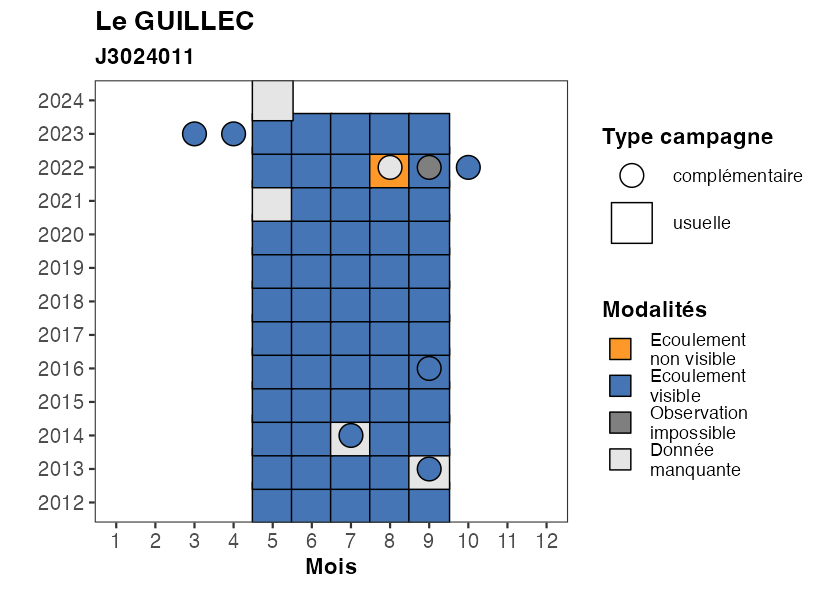 Le GUILLEC
J3024011
2024
2023
2022
2021
2020
2019
2018
2017
2016
2015
2014
2013
2012
1 2 3 4 5 6 7 8 9 10 11 12
Mois
Type campagne
complémentaire
usuelle
Modalités
Ecoulement
non visible
Ecoulement
visible
Observation
impossible
Donnée
manquante